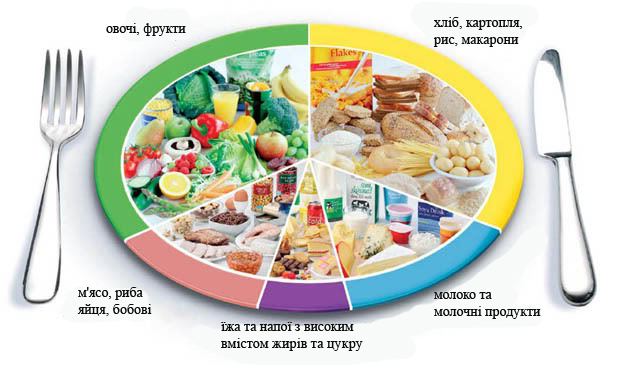 овочі, фрукти
хліб, картопля,
рис, макарони
Flakes
м'ясо, риба
яйця, бобові
їжа та напої з високим
вмістом жирів та цукру
молоко та
молочні продукти